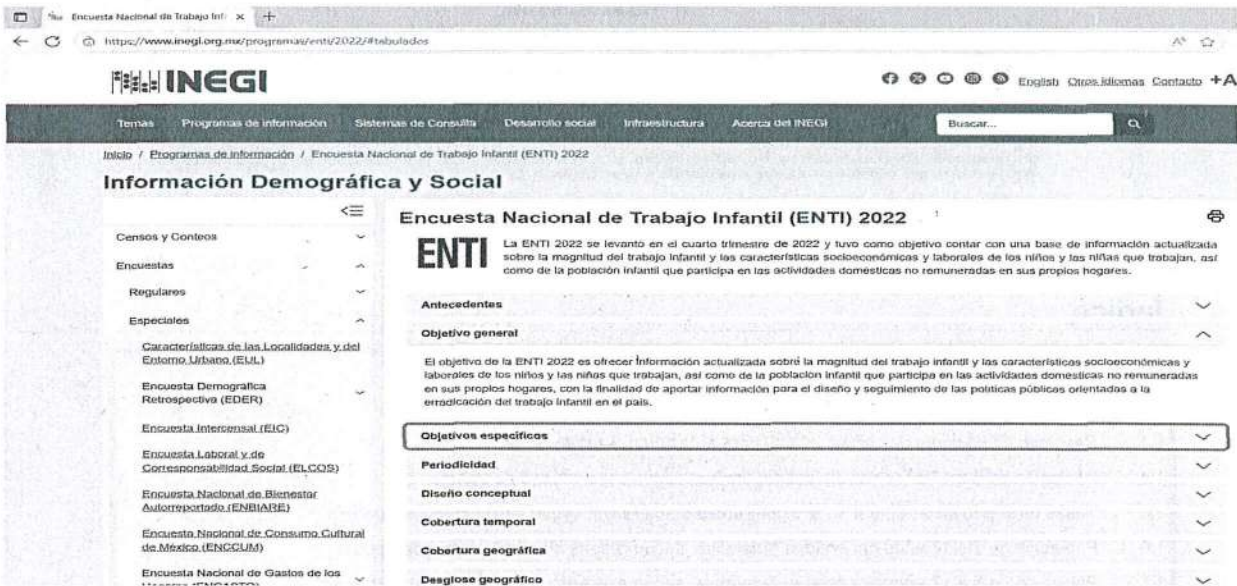 Encuesta Nacional de Trabajo Inf
https://www.inegi.org.mx/programas/enti/2022/#tabulados
INEGI
English Otros idiomas Contacto +A
Temas Programas de información Sistemas de Consulta Desarrollo social Infraestructura Acerca del INEGI Buscar...
Inicio / Programas de Información / Encuesta Nacional de Trabajo Infantil (ENTI) 2022
Información Demográfica y Social
Censos y Conteos
Encuestas
Regulares
Especiales
Características de las Localidades y del
Entorno Urbano (EUL)
Encuesta Demográfica
Retrospectiva (EDER)
Encuesta Intercensal (EIC)
Encuesta Laboral y de
Corresponsabilidad Social (ELCOS)
Encuesta Nacional de Bienestar
Autorreportado (ENBIARE)
Encuesta Nacional de Consumo Cultural
de México (ENCCUM)
Encuesta Nacional de Gastos de los
Encuesta Nacional de Trabajo Infantil (ENTI) 2022
ENTI
La ENTI 2022 se levantó en el cuarto trimestre de 2022 y tuvo como objetivo contar con una base de información actualizada
sobre la magnitud del trabajo infantil y las características socioeconómicas y laborales de los niños y las niñas que trabajan, así
como de la población infantil que participa en las actividades domésticas no remuneradas en sus propios hogares.
Antecedentes
Objetivo general
El objetivo de la ENTI 2022 es ofrecer información actualizada sobre la magnitud del trabajo infantil y las características socioeconómicas y
laborales de los niños y las niñas que trabajan, así como de la población infantil que participa en las actividades domésticas no remuneradas
en sus propios hogares, con la finalidad de aportar información para el diseño y seguimiento de las políticas públicas orientadas a la
erradicación del trabajo infantil en el país.
Objetivos específicos
Periodicidad
Diseño conceptual
Cobertura temporal
Cobertura geográfica
Desglose geográfico